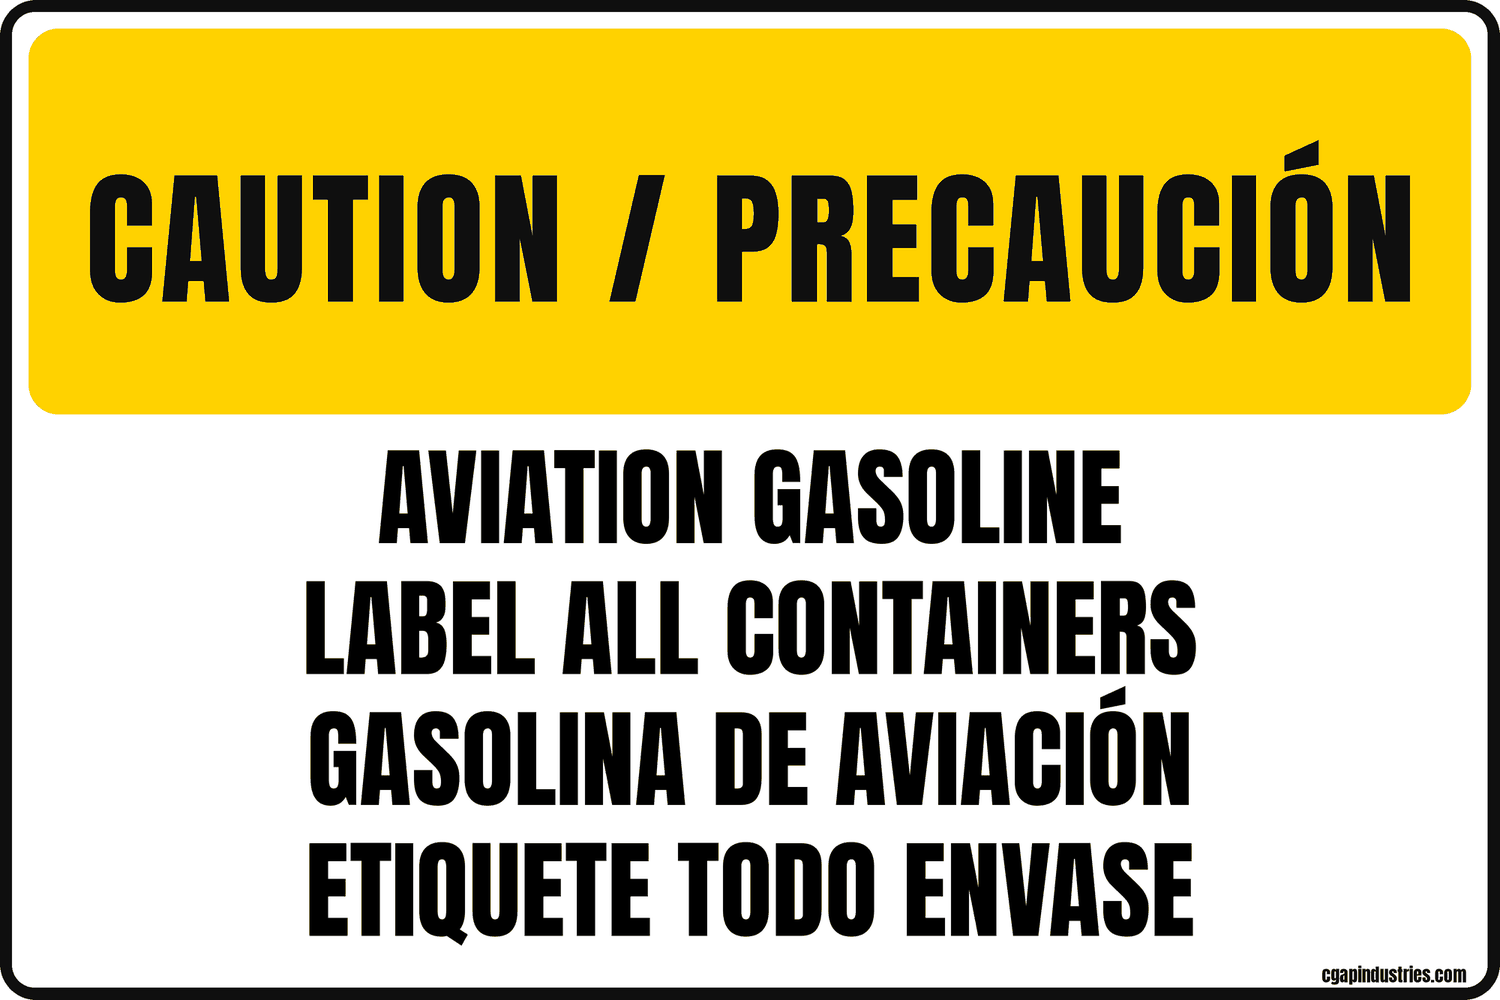 CAUTION / PRECAUCIÓN
AVIATION GASOLINE
LABEL ALL CONTAINERS
GASOLINA DE AVIACIÓN
ETIQUETE TODO ENVASE
cgapindustries.com